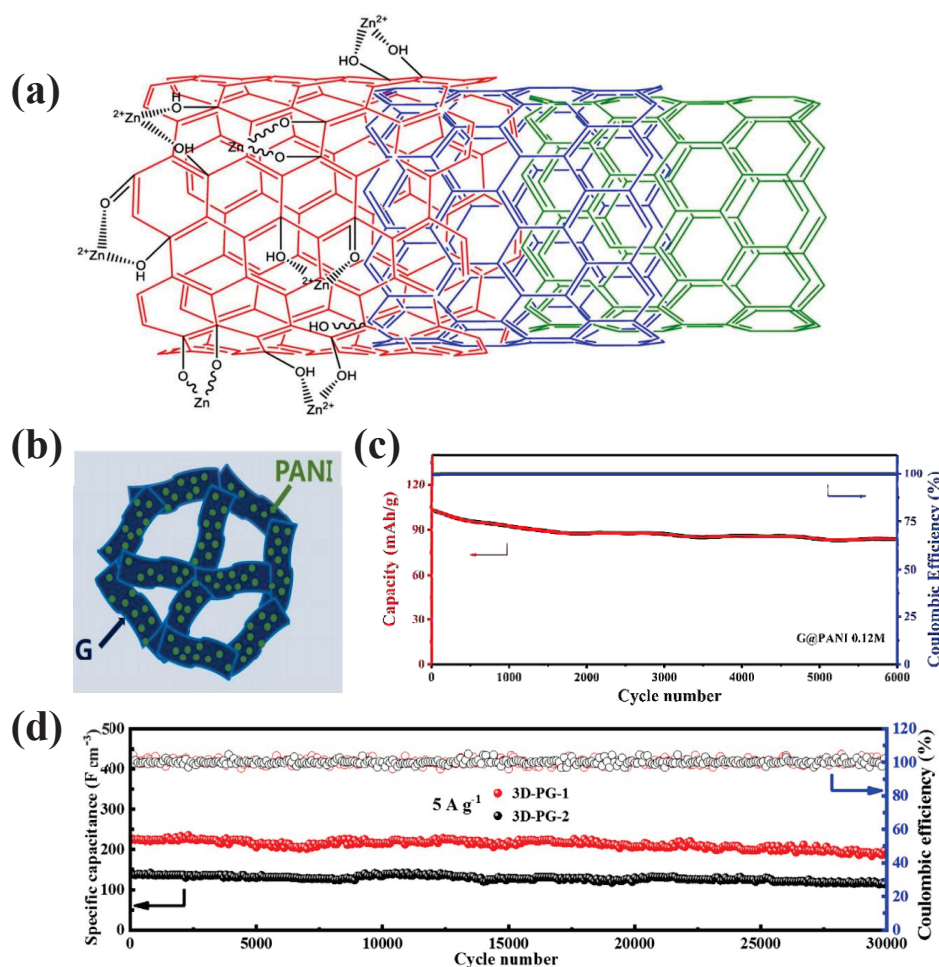 (a)
Zn2+
HO
OH
H
O
2+Zn
OH
O
Zn
O
O
2+Zn
O
H
HO
O
2+Zn
HO
O
O
Zn
OH
HO
Zn2+
(b)
PANI
G
(c)
Capacity (mAh/g)
120
90
60
30
0
100
75
50
25
0
Coulombic Efficiency (%)
G@PANI 0.12M
0 1000 2000 3000 4000 5000 6000
Cycle number
(d)
Specific capacitance (F cm-3)
500
400
300
200
100
0
120
100
80
60
40
20
0
Coulombic efficiency (%)
5 A g-1
3D-PG-1
3D-PG-2
0 5000 10000 15000 20000 25000 30000
Cycle number